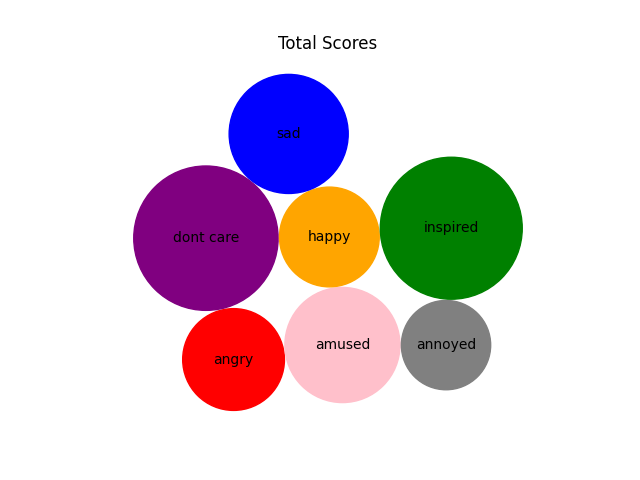 Total Scores
sad
dont care
happy
inspired
angry
amused
annoyed